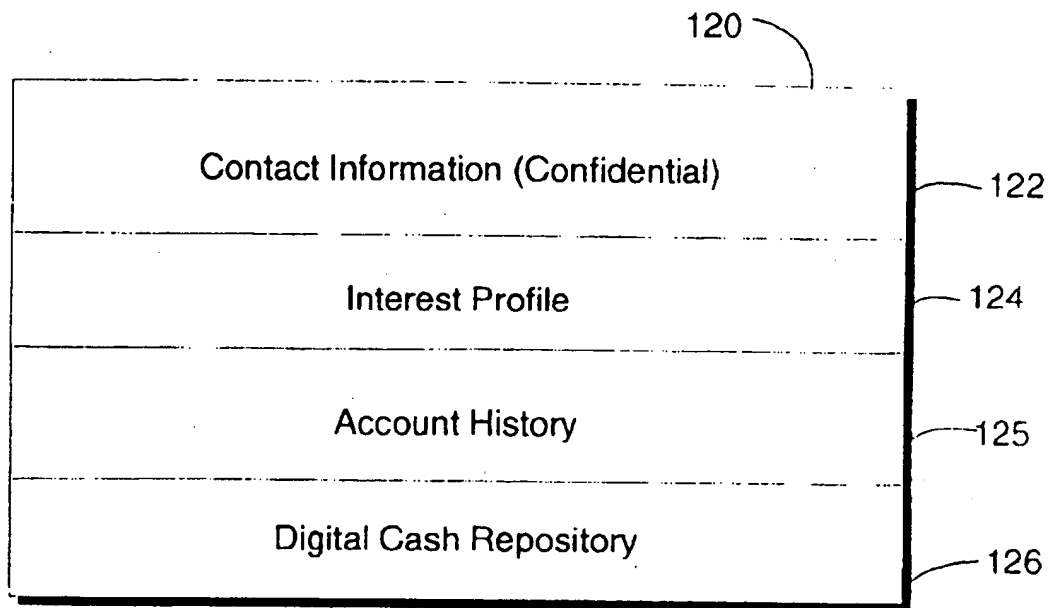 120
Contact Information (Confidential)
122
Interest Profile
124
Account History
125
Digital Cash Repository
126